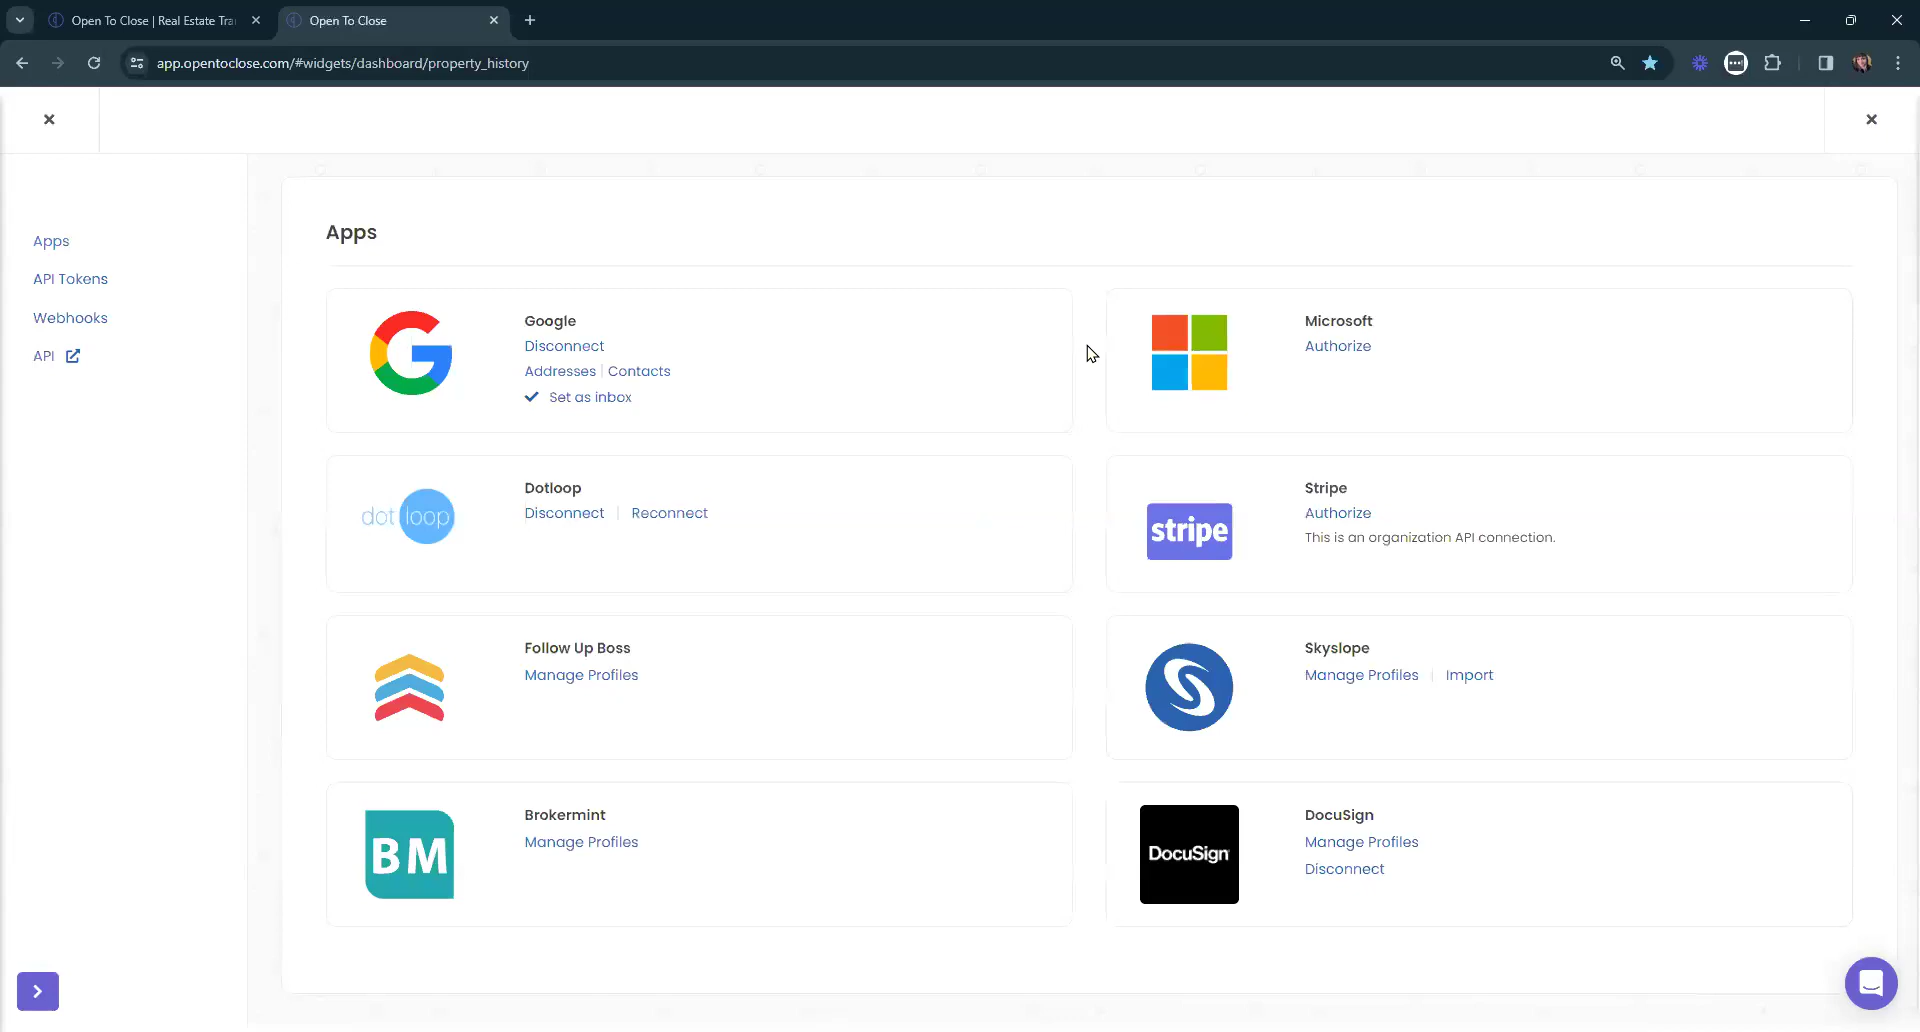 Open To Close | Real Estate Tra
Open To Close
app.opentoclose.com/#widgets/dashboard/property_history
Apps
API Tokens
Webhooks
API
Apps
Google
Disconnect
Addresses | Contacts
Set as inbox
Microsoft
Authorize
dotloop
Dotloop
Disconnect | Reconnect
stripe
Stripe
Authorize
This is an organization API connection.
Follow Up Boss
Manage Profiles
Skyslope
Manage Profiles | Import
BM
Brokermint
Manage Profiles
DocuSign
DocuSign
Manage Profiles
Disconnect